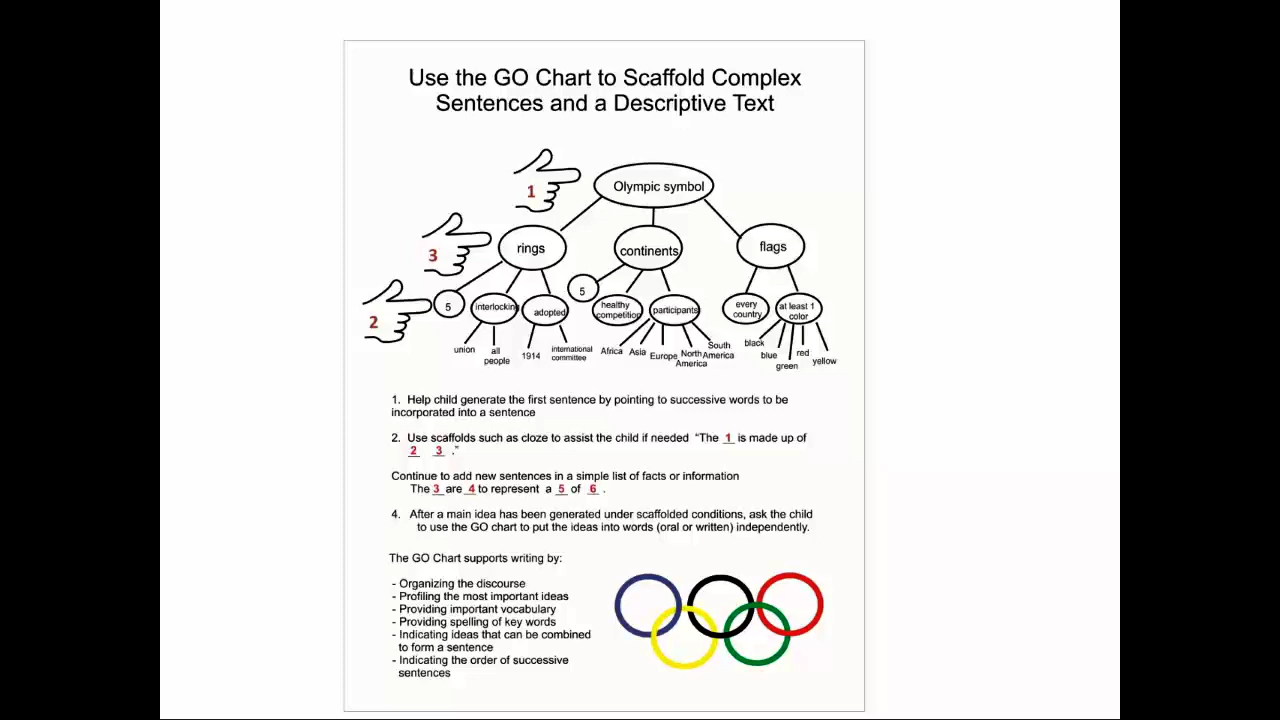 Use the GO Chart to Scaffold Complex
Sentences and a Descriptive Text
1
Olympic symbol
3
rings
continents
flags
2
5
interlocking
adopted
5
healthy
competition
participants
every
country
at least 1
color
union
all
people
1914
international
committee
Africa
Asia
Europe
North
America
South
America
black
blue
green
red
yellow
1. Help child generate the first sentence by pointing to successive words to be
incorporated into a sentence
2. Use scaffolds such as cloze to assist the child if needed "The 1 is made up of
2 3 ."
Continue to add new sentences in a simple list of facts or information
The 3 are 4 to represent a 5 of 6 .
4. After a main idea has been generated under scaffolded conditions, ask the child
to use the GO chart to put the ideas into words (oral or written) independently.
The GO Chart supports writing by:
- Organizing the discourse
- Profiling the most important ideas
- Providing important vocabulary
- Providing spelling of key words
- Indicating ideas that can be combined
to form a sentence
- Indicating the order of successive
sentences